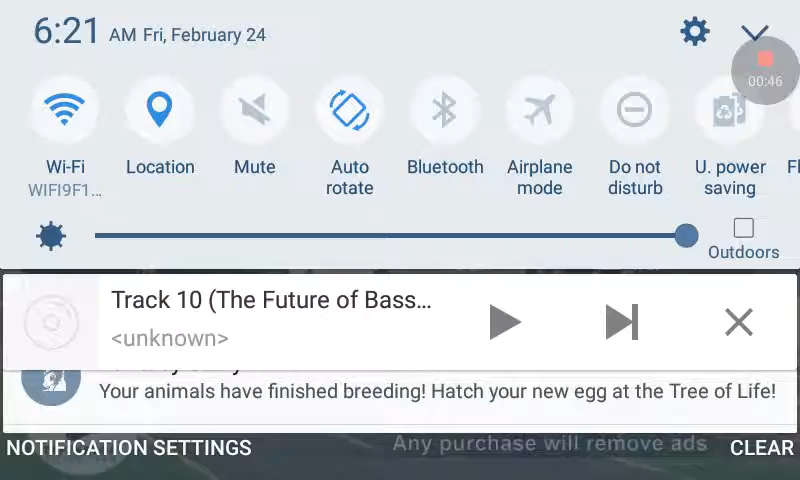 6:21 AM Fri, February 24
00:46
Wi-Fi Location Mute Auto rotate Bluetooth Airplane mode Do not disturb U. power saving
WIFI9F1...
Outdoors
Track 10 (The Future of Bass...
<unknown>
Your animals have finished breeding! Hatch your new egg at the Tree of Life!
NOTIFICATION SETTINGS Any purchase will remove ads CLEAR